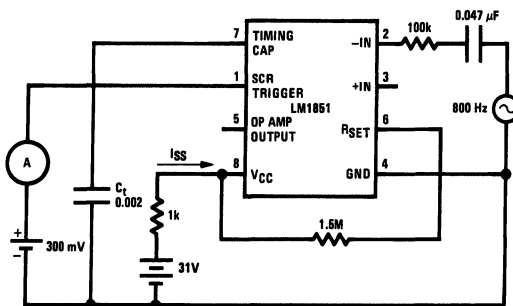 0.047 µF
100k
7
TIMING
CAP
–IN
2
1
SCR
TRIGGER
+IN
3
LM1851
800 Hz
5
OP AMP
OUTPUT
RSET
6
ISS
8
VCC
GND
4
A
Ct
0.002
1k
1.5M
+
–
300 mV
31V